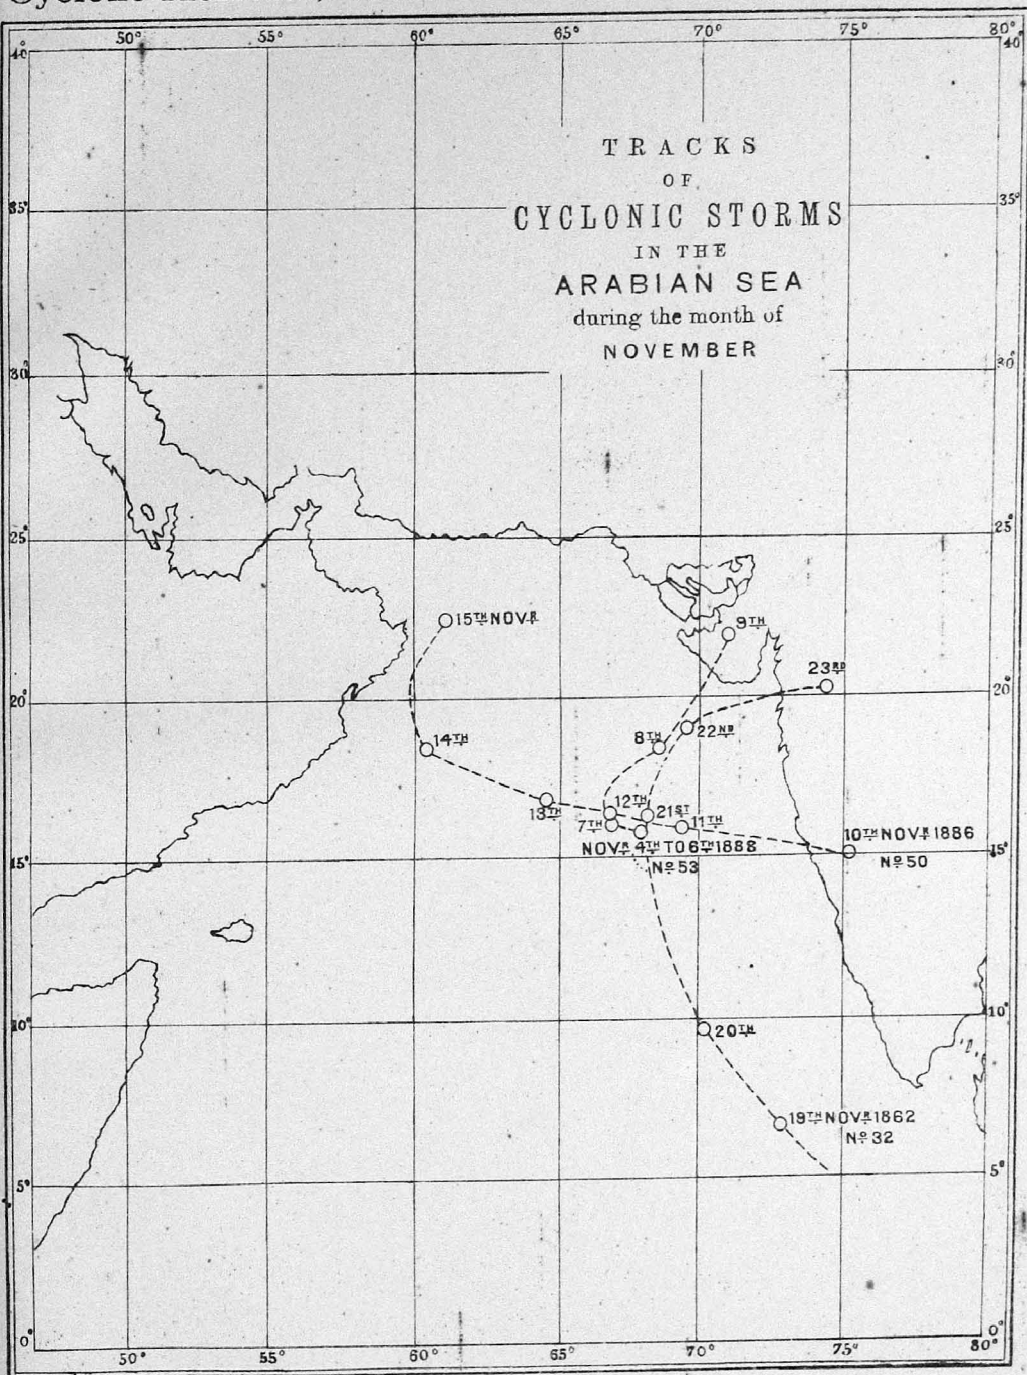 50° 55° 60° 65° 70° 75° 80°
40° 40°
TRACKS
OF
CYCLONIC STORMS
IN THE
ARABIAN SEA
during the month of
NOVEMBER
35° 35°
30° 30°
25° 25°
15TH NOVR
9TH
23RD
20° 20°
22ND
8TH
14TH
12TH
13TH
21ST
7TH
11TH
10TH NOVR 1886
NO 50
NOVR 4TH TO 6TH 1888
NO 53
15° 15°
10° 10°
20TH
19TH NOVR 1862
NO 32
5° 5°
0° 0°
50° 55° 60° 65° 70° 75° 80°